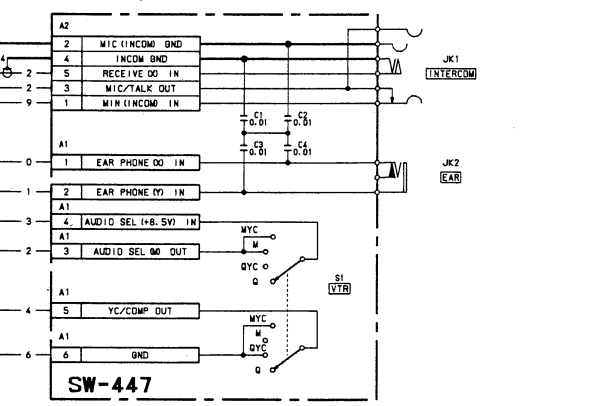 A2
2 MIC (INCOM) GND
4 INCOM GND
4
2 5 RECEIVE (X) IN
2 3 MIC/TALK OUT
9 1 MIN (INCOM) IN
JK1
INTERCOM
C1
0.01
C2
0.01
C3
0.01
C4
0.01
A1
0 1 EAR PHONE (X) IN
JK2
EAR
1 2 EAR PHONE (Y) IN
A1
3 4 AUDIO SEL (+8.5V) IN
A1
2 3 AUDIO SEL (M) OUT
MYC
M
QYC
Q
S1
VTR
A1
4 5 YC/COMP OUT
MYC
M
QYC
Q
A1
6 6 GND
SW-447